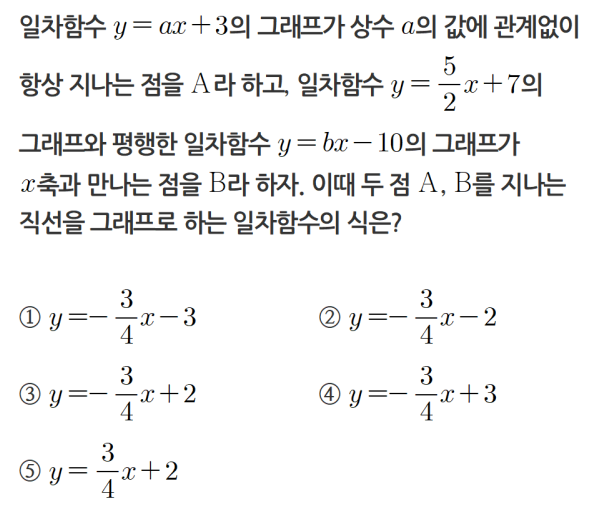 일차함수 y = ax + 3의 그래프가 상수 a의 값에 관계없이
항상 지나는 점을 A라 하고, 일차함수 y = \frac{5}{2}x + 7의
그래프와 평행한 일차함수 y = bx − 10의 그래프가
x축과 만나는 점을 B라 하자. 이때 두 점 A, B를 지나는
직선을 그래프로 하는 일차함수의 식은?
① y = −\frac{3}{4}x − 3 ② y = −\frac{3}{4}x − 2
③ y = −\frac{3}{4}x + 2 ④ y = −\frac{3}{4}x + 3
⑤ y = \frac{3}{4}x + 2